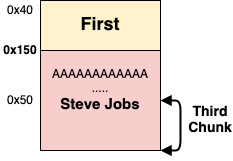 0x40
First
0x150
AAAAAAAAAAAA
.....
0x50
Steve Jobs
Third
Chunk